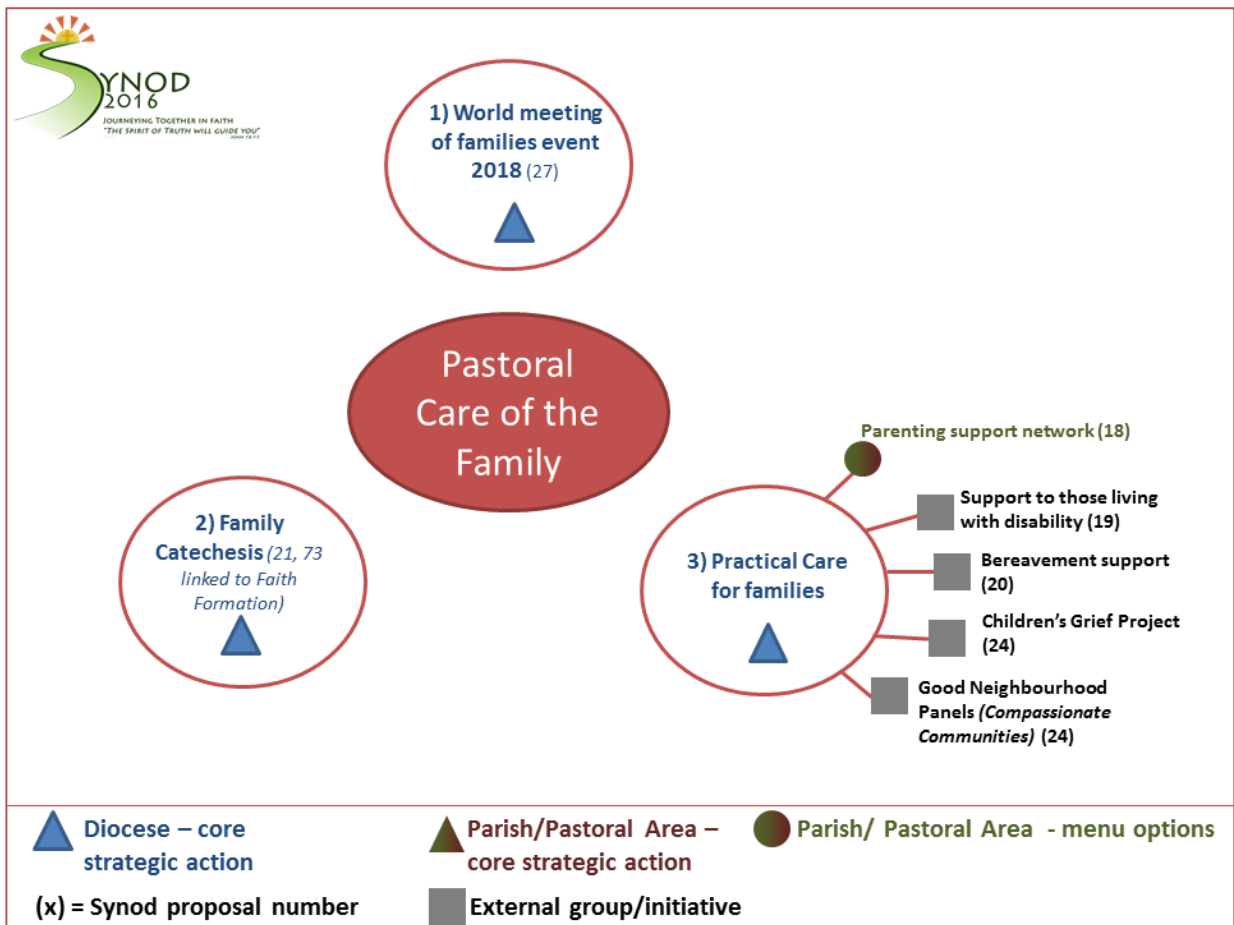 SYNOD
2016
JOURNEYING TOGETHER IN FAITH
"THE SPIRIT OF TRUTH WILL GUIDE YOU"
1) World meeting
of families event
2018 (27)
Pastoral
Care of the
Family
2) Family
Catechesis (21, 73
linked to Faith
Formation)
3) Practical Care
for families
Parenting support network (18)
Support to those living
with disability (19)
Bereavement support
(20)
Children's Grief Project
(24)
Good Neighbourhood
Panels (Compassionate
Communities) (24)
Diocese – core
strategic action
Parish/Pastoral Area –
core strategic action
Parish/ Pastoral Area - menu options
(x) = Synod proposal number
External group/initiative